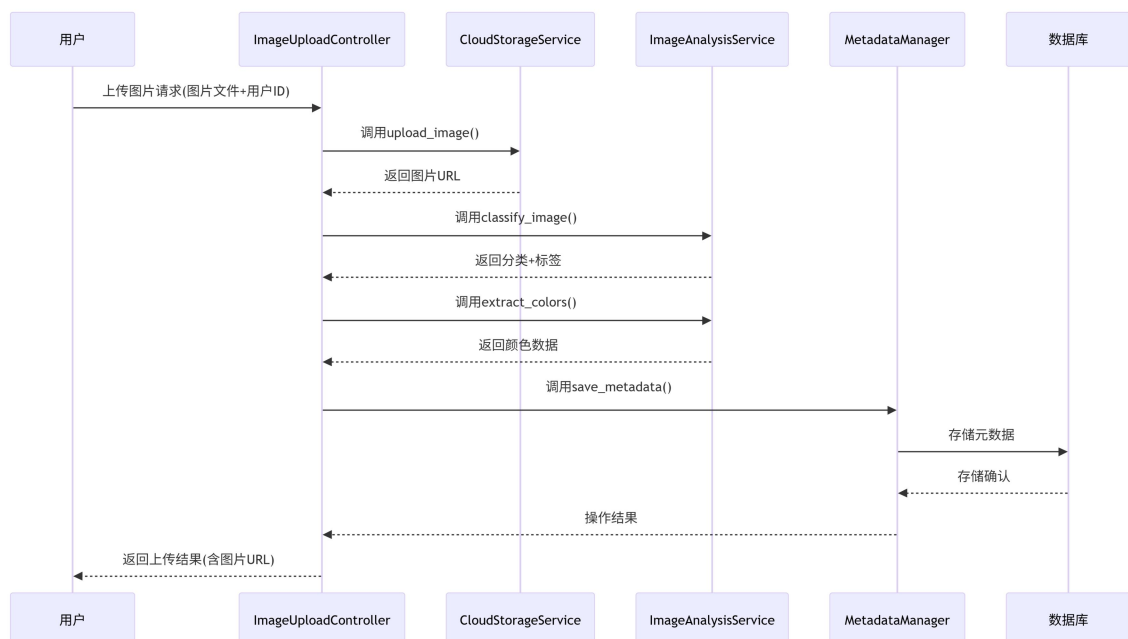 用户
ImageUploadController
CloudStorageService
ImageAnalysisService
MetadataManager
数据库
上传图片请求(图片文件+用户ID)
调用upload_image()
返回图片URL
调用classify_image()
返回分类+标签
调用extract_colors()
返回颜色数据
调用save_metadata()
存储元数据
存储确认
操作结果
返回上传结果(含图片URL)
用户
ImageUploadController
CloudStorageService
ImageAnalysisService
MetadataManager
数据库